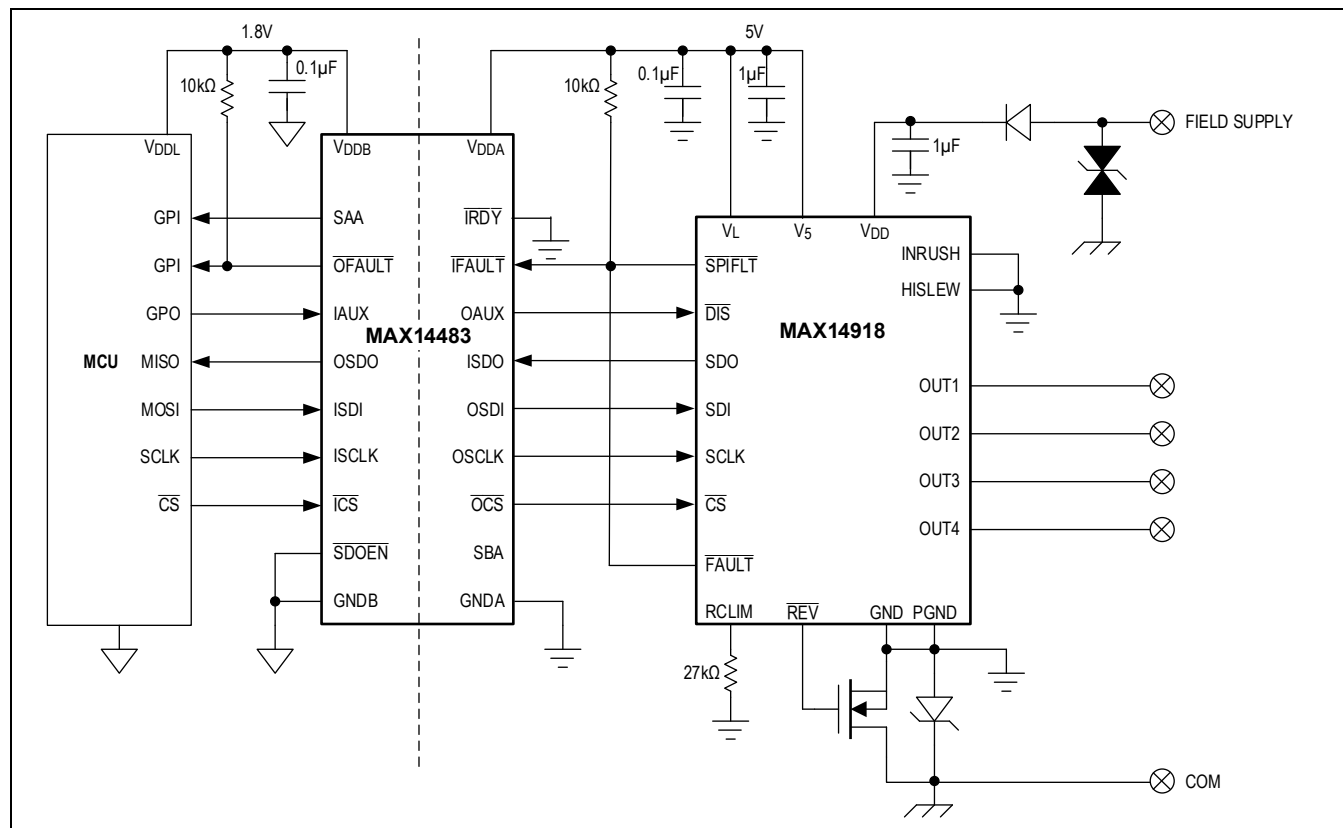 1.8V
5V
10kΩ
0.1µF
10kΩ
0.1µF
1µF
1µF
FIELD SUPPLY
VDDL
VDDB
VDDA
VL
V5
VDD
GPI
SAA
IRDY
INRUSH
GPI
OFAULT
IFAULT
SPIFLT
HISLEW
GPO
IAUX
OAUX
DIS
MAX14483
MAX14918
MCU
MISO
OSDO
ISDO
SDO
OUT1
MOSI
ISDI
OSDI
SDI
OUT2
SCLK
ISCLK
OSCLK
SCLK
OUT3
CS
ICS
OCS
CS
OUT4
SDOEN
SBA
FAULT
GNDB
GNDA
RCLIM
REV
GND
PGND
27kΩ
COM